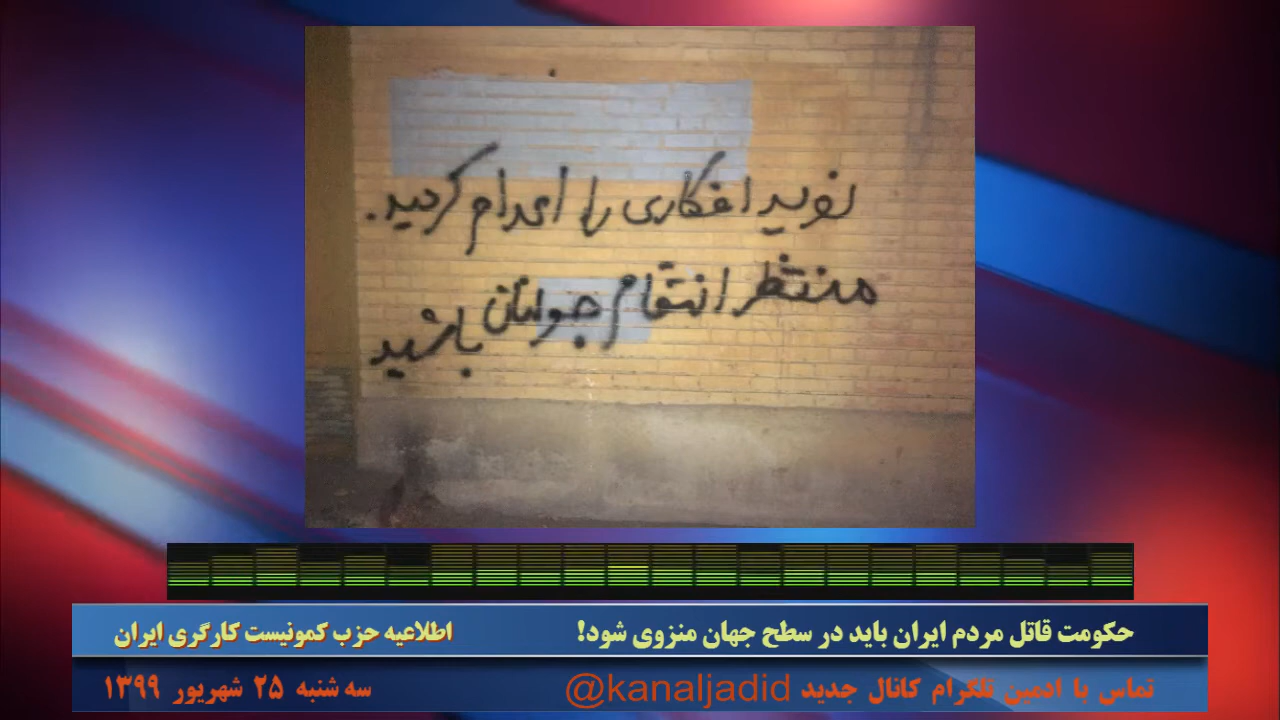 نوید افکاری را اعدام کردید.
منتظر انتقام جوانان باشید
حکومت قاتل مردم ایران باید در سطح جهان منزوی شود!
اطلاعیه حزب کمونیست کارگری ایران
تماس با ادمین تلگرام کانال جدید @kanaljadid
سه شنبه ۲۵ شهریور ۱۳۹۹